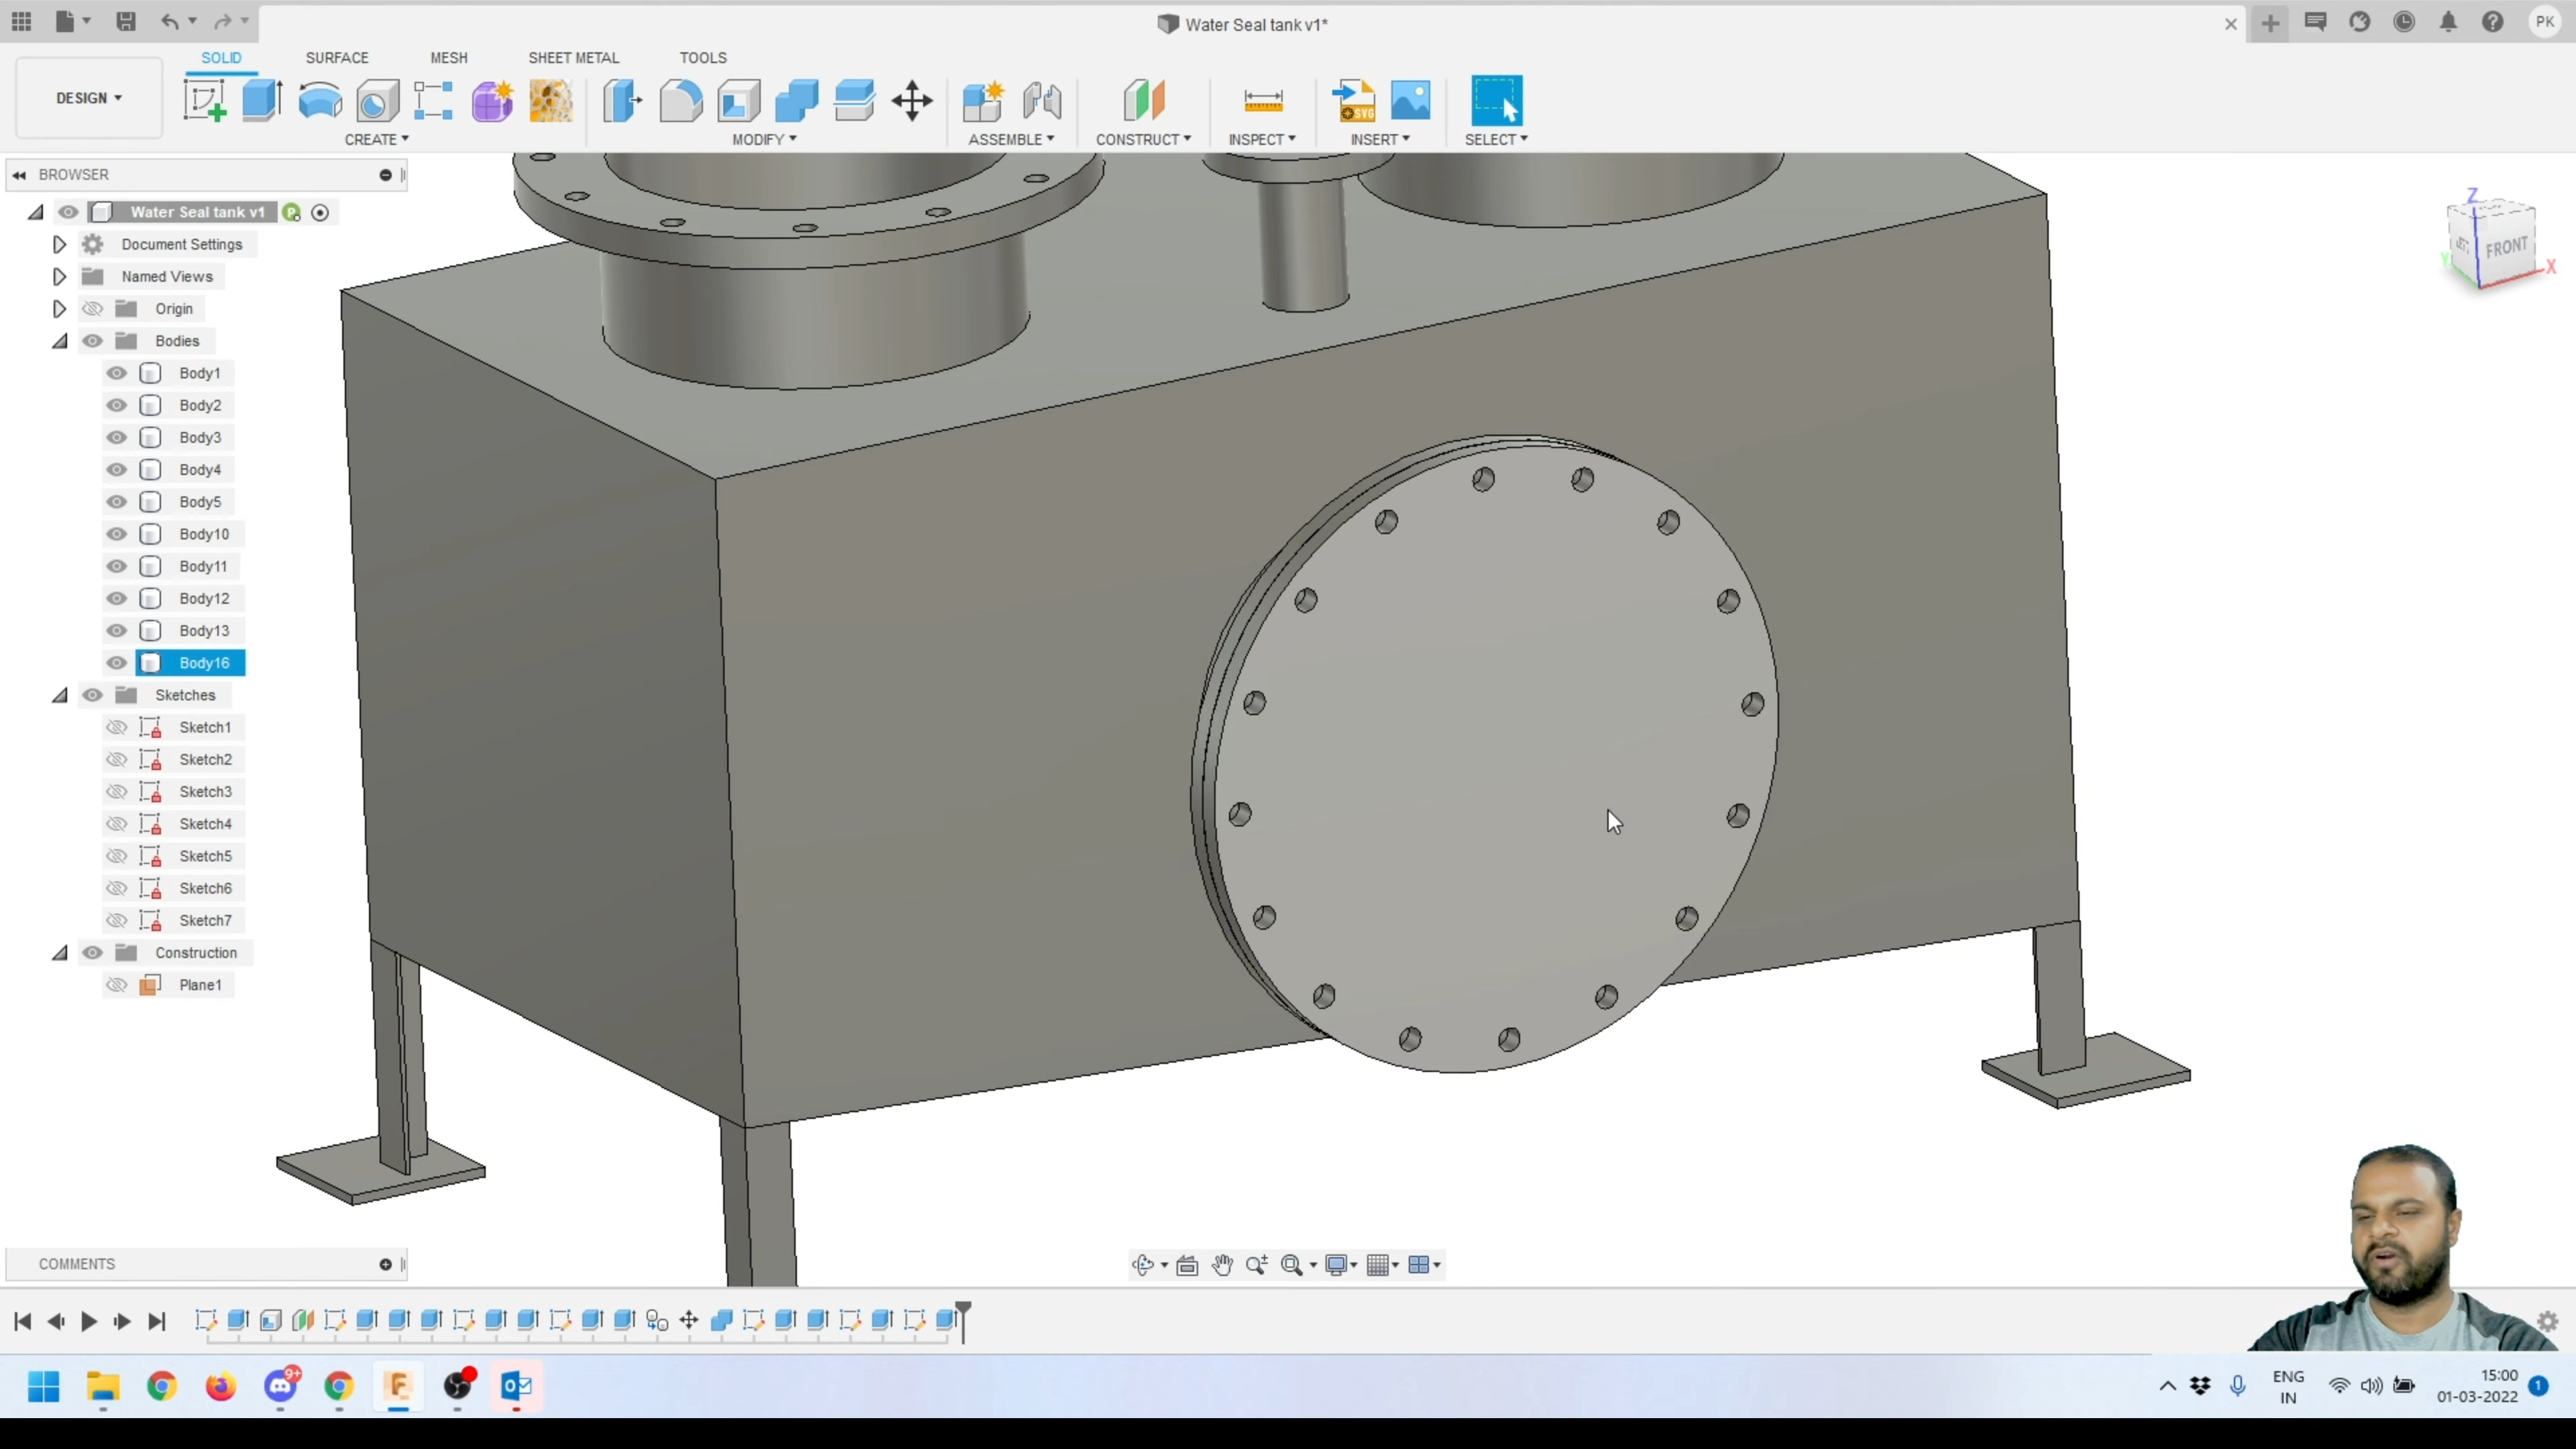 Water Seal tank v1*
PK
DESIGN
SOLID
SURFACE
MESH
SHEET METAL
TOOLS
CREATE
MODIFY
ASSEMBLE
CONSTRUCT
INSPECT
INSERT
SELECT
SVG
BROWSER
Water Seal tank v1
Document Settings
Named Views
Origin
Bodies
Body1
Body2
Body3
Body4
Body5
Body10
Body11
Body12
Body13
Body16
Sketches
Sketch1
Sketch2
Sketch3
Sketch4
Sketch5
Sketch6
Sketch7
Construction
Plane1
Z
FRONT
X
Y
COMMENTS
9+
F
ENG
IN
15:00
01-03-2022
1